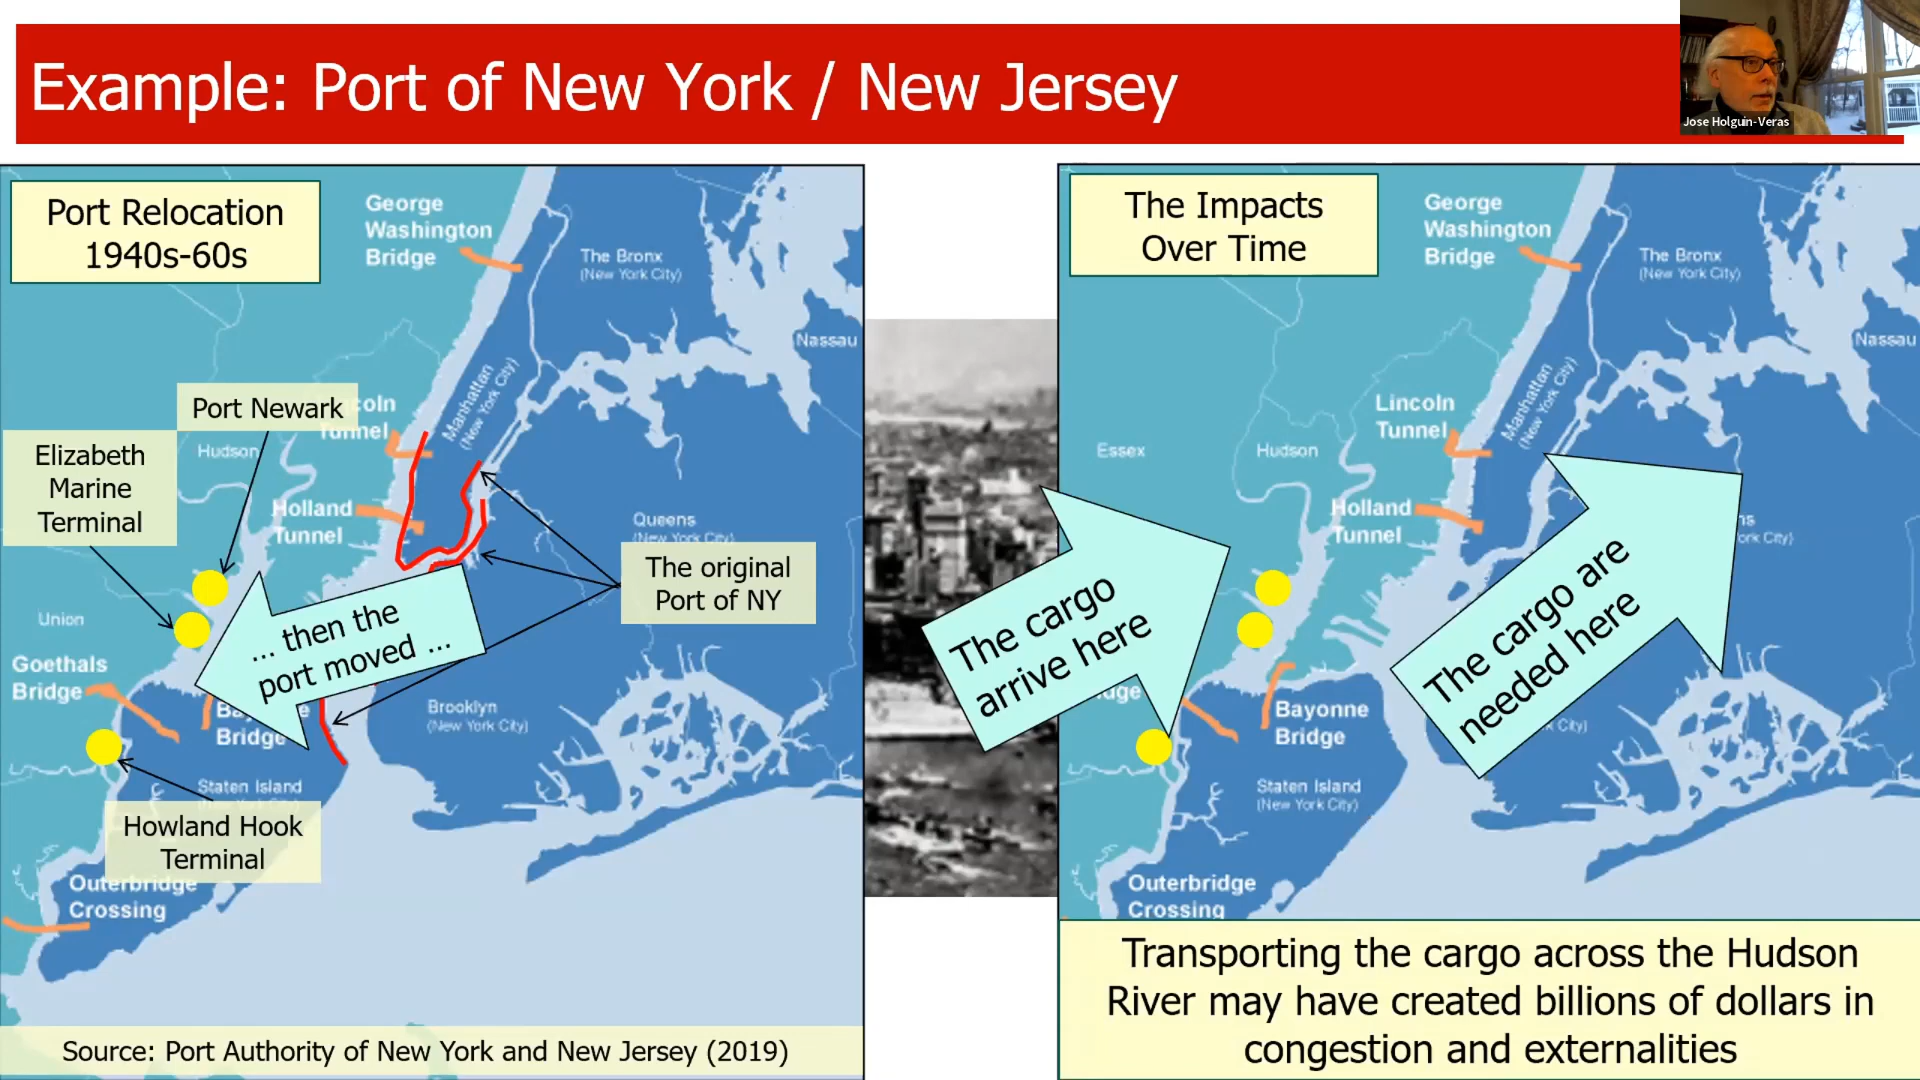 Example: Port of New York / New Jersey
Jose Holguin-Veras
Port Relocation
1940s-60s
George
Washington
Bridge
The Bronx
(New York City)
Nassau
Manhattan
(New York City)
Port Newark
Tunnel
Elizabeth
Marine
Terminal
Hudson
Holland
Tunnel
Queens
(New York City)
The original
Port of NY
Union
... then the
port moved ...
Goethals
Bridge
Bridge
Brooklyn
(New York City)
Staten Island
Howland Hook
Terminal
Outerbridge
Crossing
Source: Port Authority of New York and New Jersey (2019)
The Impacts
Over Time
George
Washington
Bridge
The Bronx
(New York City)
Nassau
Manhattan
(New York City)
Lincoln
Tunnel
Essex
Hudson
Holland
Tunnel
The cargo
arrive here
The cargo are
needed here
Bayonne
Bridge
Staten Island
(New York City)
Outerbridge
Crossing
Transporting the cargo across the Hudson
River may have created billions of dollars in
congestion and externalities